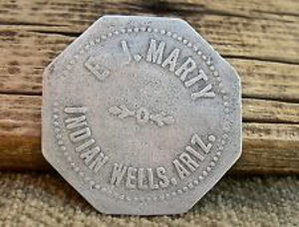 E. J. MARTY
INDIAN WELLS, ARIZ.